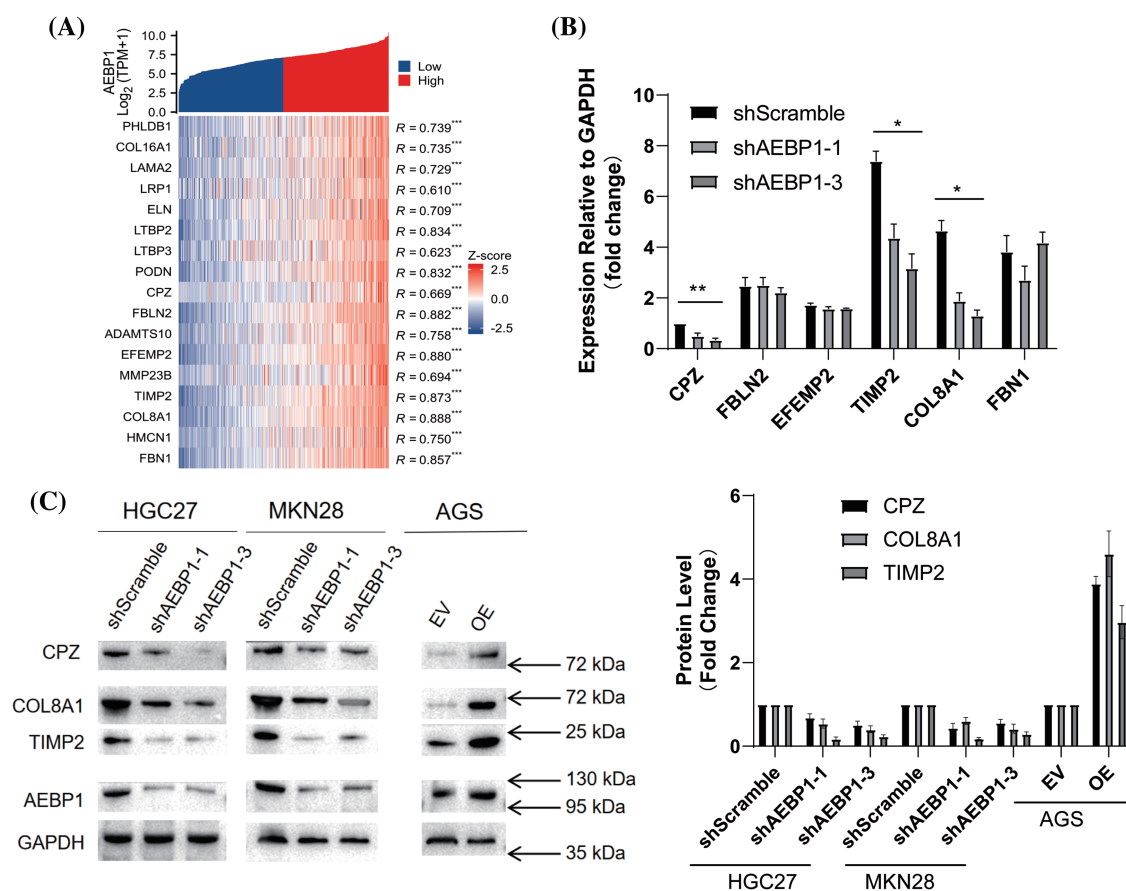 (A)
AEBP1
Log2 (TPM+1)
10.0
7.5
5.0
2.5
0.0
Low
High
PHLDB1 R = 0.739***
COL16A1 R = 0.735***
LAMA2 R = 0.729***
LRP1 R = 0.610***
ELN R = 0.709***
LTBP2 R = 0.834***
LTBP3 R = 0.623***
PODN R = 0.832***
CPZ R = 0.669***
FBLN2 R = 0.882***
ADAMTS10 R = 0.758***
EFEMP2 R = 0.880***
MMP23B R = 0.694***
TIMP2 R = 0.873***
COL8A1 R = 0.888***
HMCN1 R = 0.750***
FBN1 R = 0.857***
Z-score
2.5
0.0
-2.5
(B)
Expression Relative to GAPDH
(fold change)
10
8
6
4
2
0
shScramble
shAEBP1-1
shAEBP1-3
**
*
*
CPZ
FBLN2
EFEMP2
TIMP2
COL8A1
FBN1
(C)
HGC27 MKN28 AGS
shScramble shAEBP1-1 shAEBP1-3 shScramble shAEBP1-1 shAEBP1-3 EV OE
CPZ
72 kDa
COL8A1
72 kDa
TIMP2
25 kDa
130 kDa
AEBP1
95 kDa
GAPDH
35 kDa
Protein Level
(Fold Change)
6
4
2
0
CPZ
COL8A1
TIMP2
shScramble
shAEBP1-1
shAEBP1-3
shScramble
shAEBP1-1
shAEBP1-3
EV
OE
AGS
HGC27
MKN28